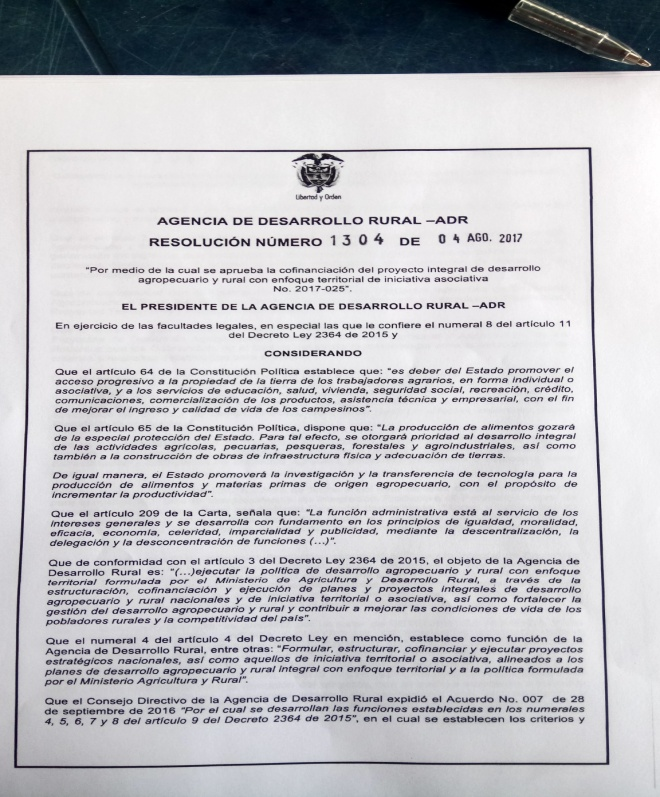 Libertad y Orden
AGENCIA DE DESARROLLO RURAL –ADR
RESOLUCIÓN NÚMERO 1304 DE 04 AGO. 2017
"Por medio de la cual se aprueba la cofinanciación del proyecto integral de desarrollo
agropecuario y rural con enfoque territorial de iniciativa asociativa
No. 2017-025".
EL PRESIDENTE DE LA AGENCIA DE DESARROLLO RURAL –ADR
En ejercicio de las facultades legales, en especial las que le confiere el numeral 8 del artículo 11
del Decreto Ley 2364 de 2015 y
CONSIDERANDO
Que el artículo 64 de la Constitución Política establece que: "es deber del Estado promover el
acceso progresivo a la propiedad de la tierra de los trabajadores agrarios, en forma individual o
asociativa, y a los servicios de educación, salud, vivienda, seguridad social, recreación, crédito,
comunicaciones, comercialización de los productos, asistencia técnica y empresarial, con el fin
de mejorar el ingreso y calidad de vida de los campesinos".
Que el artículo 65 de la Constitución Política, dispone que: "La producción de alimentos gozará
de la especial protección del Estado. Para tal efecto, se otorgará prioridad al desarrollo integral
de las actividades agrícolas, pecuarias, pesqueras, forestales y agroindustriales, así como
también a la construcción de obras de infraestructura física y adecuación de tierras.
De igual manera, el Estado promoverá la investigación y la transferencia de tecnología para la
producción de alimentos y materias primas de origen agropecuario, con el propósito de
incrementar la productividad".
Que el artículo 209 de la Carta, señala que: "La función administrativa está al servicio de los
intereses generales y se desarrolla con fundamento en los principios de igualdad, moralidad,
eficacia, economía, celeridad, imparcialidad y publicidad, mediante la descentralización, la
delegación y la desconcentración de funciones (...)".
Que de conformidad con el artículo 3 del Decreto Ley 2364 de 2015, el objeto de la Agencia de
Desarrollo Rural es: "(...)ejecutar la política de desarrollo agropecuario y rural con enfoque
territorial formulada por el Ministerio de Agricultura y Desarrollo Rural, a través de la
estructuración, cofinanciación y ejecución de planes y proyectos integrales de desarrollo
agropecuario y rural nacionales y de iniciativa territorial o asociativa, así como fortalecer la
gestión del desarrollo agropecuario y rural y contribuir a mejorar las condiciones de vida de los
pobladores rurales y la competitividad del país".
Que el numeral 4 del artículo 4 del Decreto Ley en mención, establece como función de la
Agencia de Desarrollo Rural, entre otras: "Formular, estructurar, cofinanciar y ejecutar proyectos
estratégicos nacionales, así como aquellos de iniciativa territorial o asociativa, alineados a los
planes de desarrollo agropecuario y rural integral con enfoque territorial y a la política formulada
por el Ministerio Agricultura y Rural".
Que el Consejo Directivo de la Agencia de Desarrollo Rural expidió el Acuerdo No. 007 de 28
de septiembre de 2016 "Por el cual se desarrollan las funciones establecidas en los numerales
4, 5, 6, 7 y 8 del artículo 9 del Decreto 2364 de 2015", en el cual se establecen los criterios y